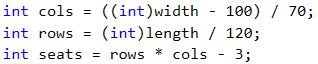 int cols = ((int)width - 100) / 70;
int rows = (int)length / 120;
int seats = rows * cols - 3;